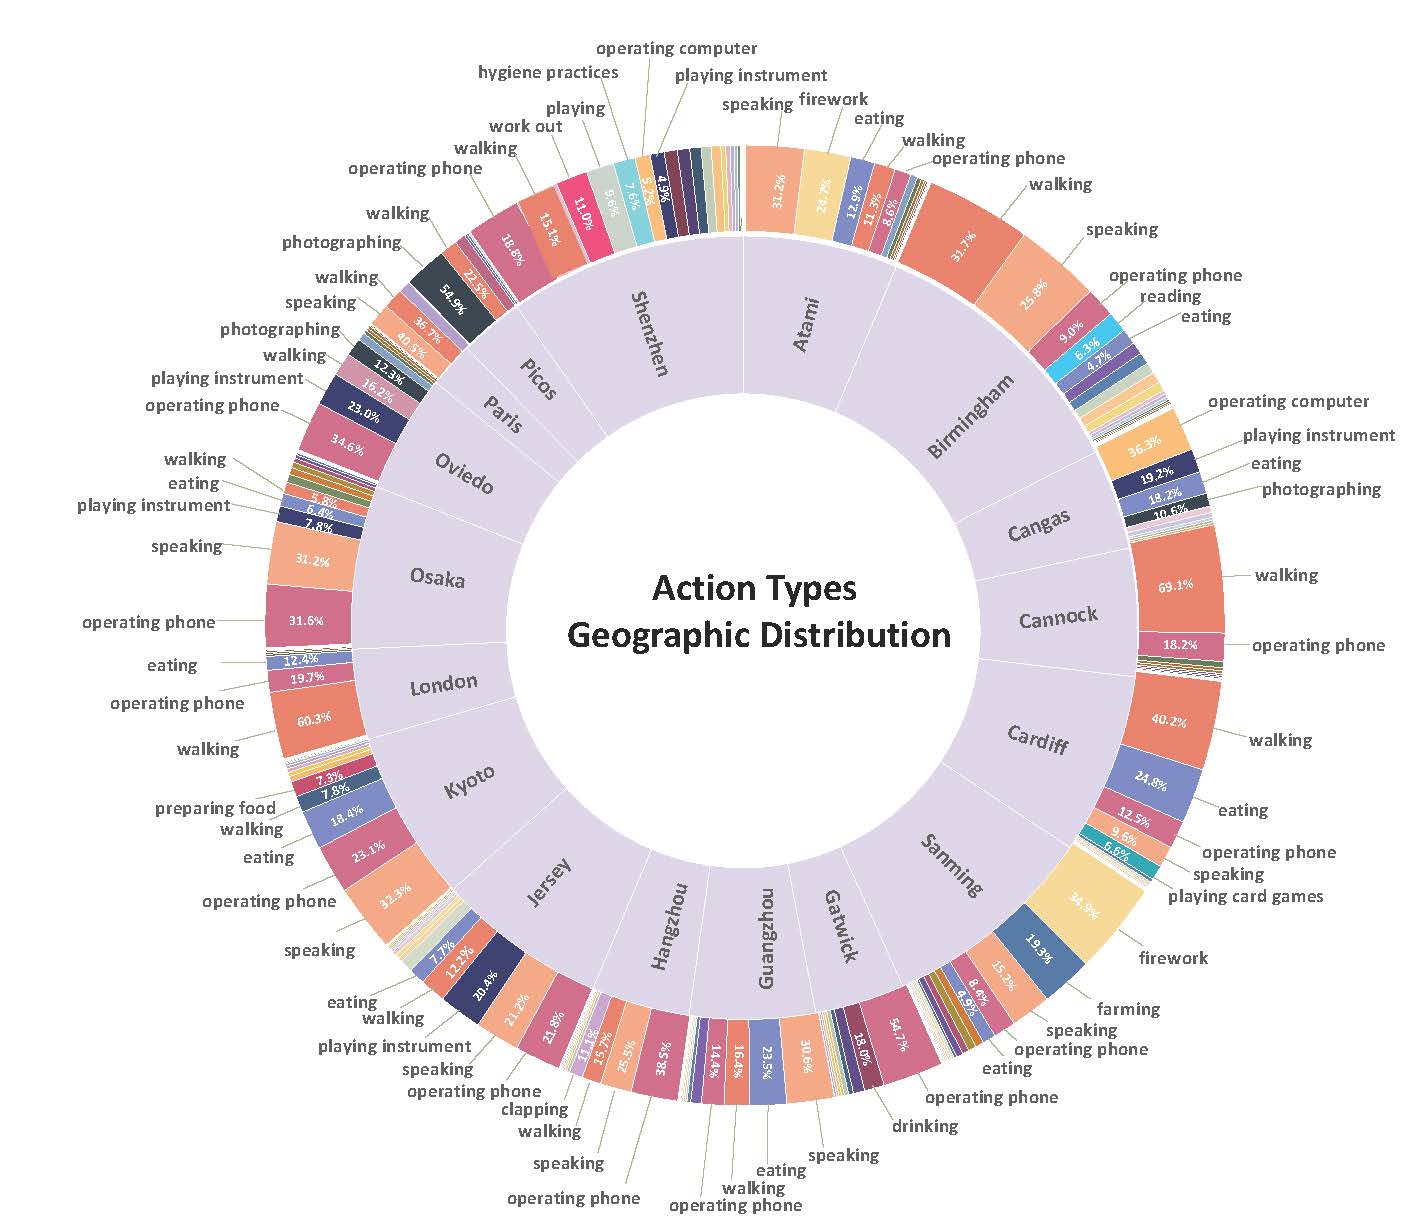 operating computer
hygiene practices
playing instrument
playing
speaking
firework
eating
work out
walking
walking
operating phone
operating phone
walking
walking
speaking
photographing
operating phone
walking
reading
speaking
eating
photographing
walking
operating computer
playing instrument
playing instrument
operating phone
eating
photographing
walking
eating
playing instrument
speaking
walking
operating phone
operating phone
eating
operating phone
walking
walking
eating
preparing food
walking
operating phone
eating
speaking
playing card games
operating phone
speaking
firework
eating
farming
walking
speaking
playing instrument
operating phone
speaking
eating
operating phone
operating phone
clapping
drinking
walking
speaking
speaking
eating
walking
operating phone
operating phone
31.2%
24.7%
12.9%
11.3%
8.6%
31.7%
25.8%
9.0%
6.3%
4.7%
36.3%
19.2%
18.2%
10.6%
69.1%
18.2%
40.2%
24.8%
12.5%
9.6%
6.6%
34.9%
19.3%
15.2%
8.4%
4.9%
54.7%
18.0%
30.6%
23.5%
16.4%
14.4%
38.5%
25.5%
15.7%
11.1%
21.8%
21.2%
20.4%
12.2%
7.7%
32.3%
23.1%
18.4%
7.8%
7.3%
60.3%
19.7%
12.4%
31.6%
31.2%
7.8%
6.4%
5.8%
34.6%
23.0%
16.2%
12.3%
40.5%
36.7%
54.9%
22.5%
18.8%
15.1%
11.0%
9.6%
7.6%
5.2%
4.9%
Atami
Birmingham
Cangas
Cannock
Cardiff
Sanming
Gatwick
Guangzhou
Hangzhou
Jersey
Kyoto
London
Osaka
Oviedo
Paris
Picos
Shenzhen
Action Types
Geographic Distribution